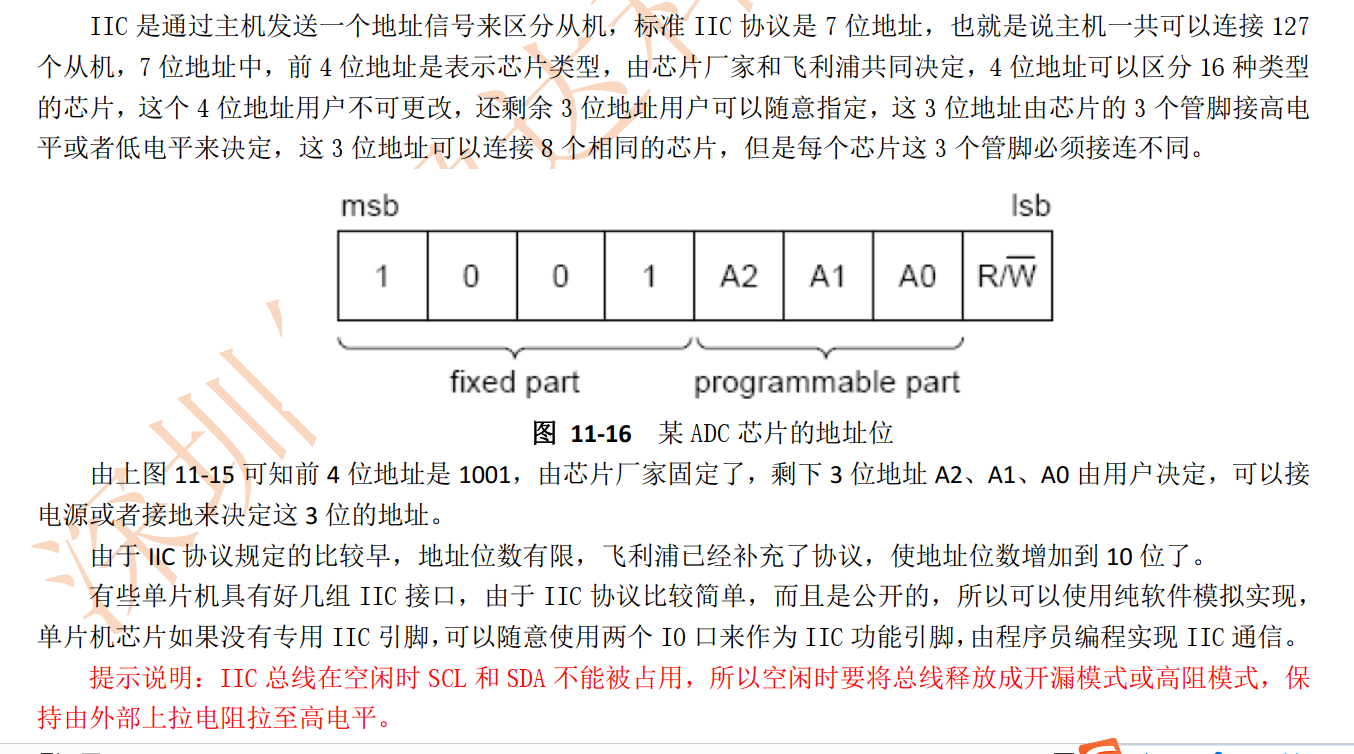 IIC 是通过主机发送一个地址信号来区分从机，标准 IIC 协议是 7 位地址，也就是说主机一共可以连接 127
个从机，7 位地址中，前 4 位地址是表示芯片类型，由芯片厂家和飞利浦共同决定，4 位地址可以区分 16 种类型
的芯片，这个 4 位地址用户不可更改，还剩余 3 位地址用户可以随意指定，这 3 位地址由芯片的 3 个管脚接高电
平或者低电平来决定，这 3 位地址可以连接 8 个相同的芯片，但是每个芯片这 3 个管脚必须接连不同。
msb lsb
1 0 0 1 A2 A1 A0 R/W̅
fixed part programmable part
图 11-16 某 ADC 芯片的地址位
由上图 11-15 可知前 4 位地址是 1001，由芯片厂家固定了，剩下 3 位地址 A2、A1、A0 由用户决定，可以接
电源或者接地来决定这 3 位的地址。
由于 IIC 协议规定的比较早，地址位数有限，飞利浦已经补充了协议，使地址位数增加到 10 位了。
有些单片机具有好几组 IIC 接口，由于 IIC 协议比较简单，而且是公开的，所以可以使用纯软件模拟实现，
单片机芯片如果没有专用 IIC 引脚，可以随意使用两个 IO 口来作为 IIC 功能引脚，由程序员编程实现 IIC 通信。
提示说明：IIC 总线在空闲时 SCL 和 SDA 不能被占用，所以空闲时要将总线释放成开漏模式或高阻模式，保
持由外部上拉电阻拉至高电平。
深圳